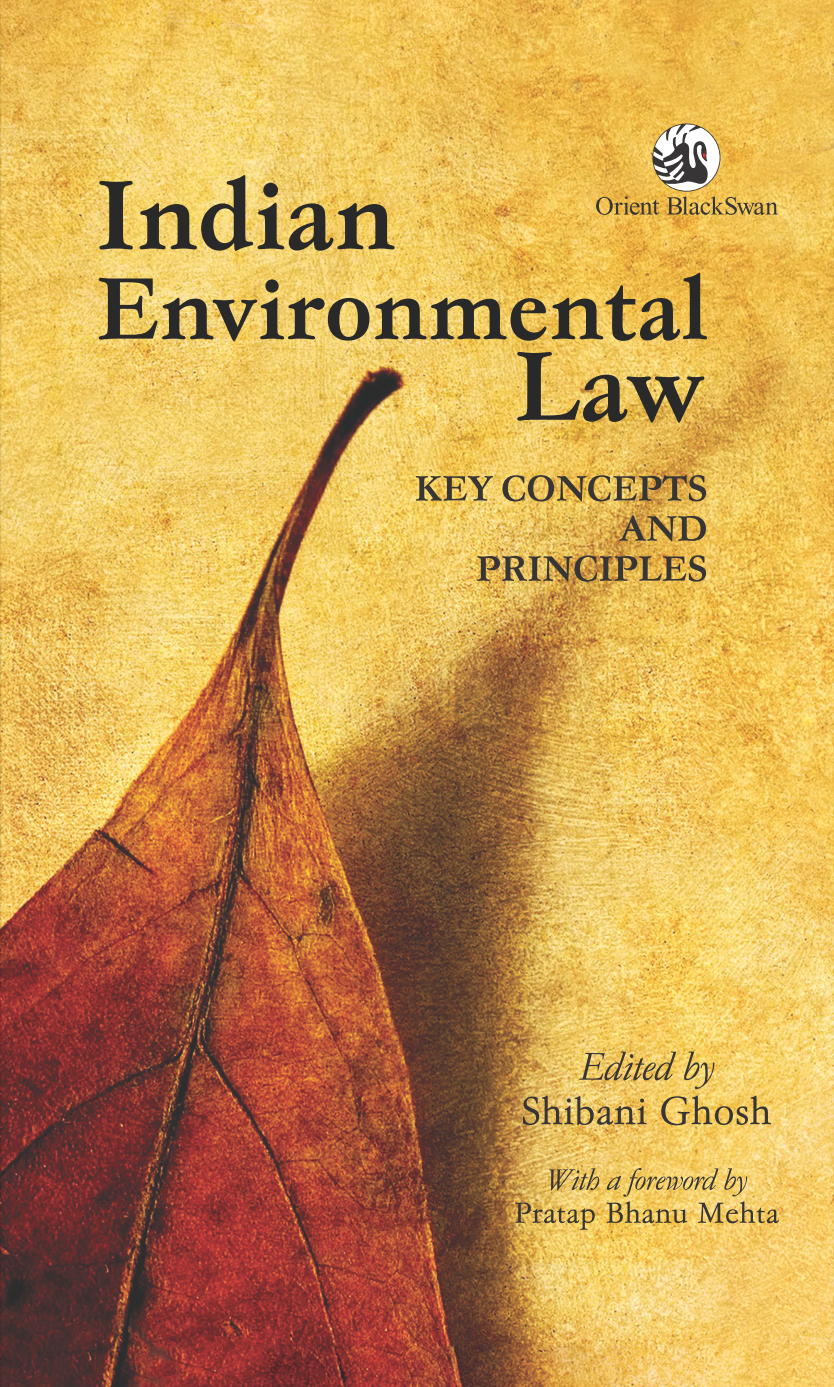 Orient BlackSwan
Indian
Environmental
Law
KEY CONCEPTS
AND
PRINCIPLES
Edited by
Shibani Ghosh
With a foreword by
Pratap Bhanu Mehta